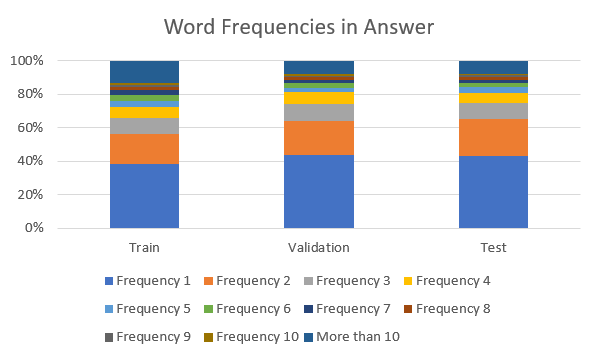 Word Frequencies in Answer
100%
80%
60%
40%
20%
0%
Train Validation Test
Frequency 1 Frequency 2 Frequency 3 Frequency 4
Frequency 5 Frequency 6 Frequency 7 Frequency 8
Frequency 9 Frequency 10 More than 10